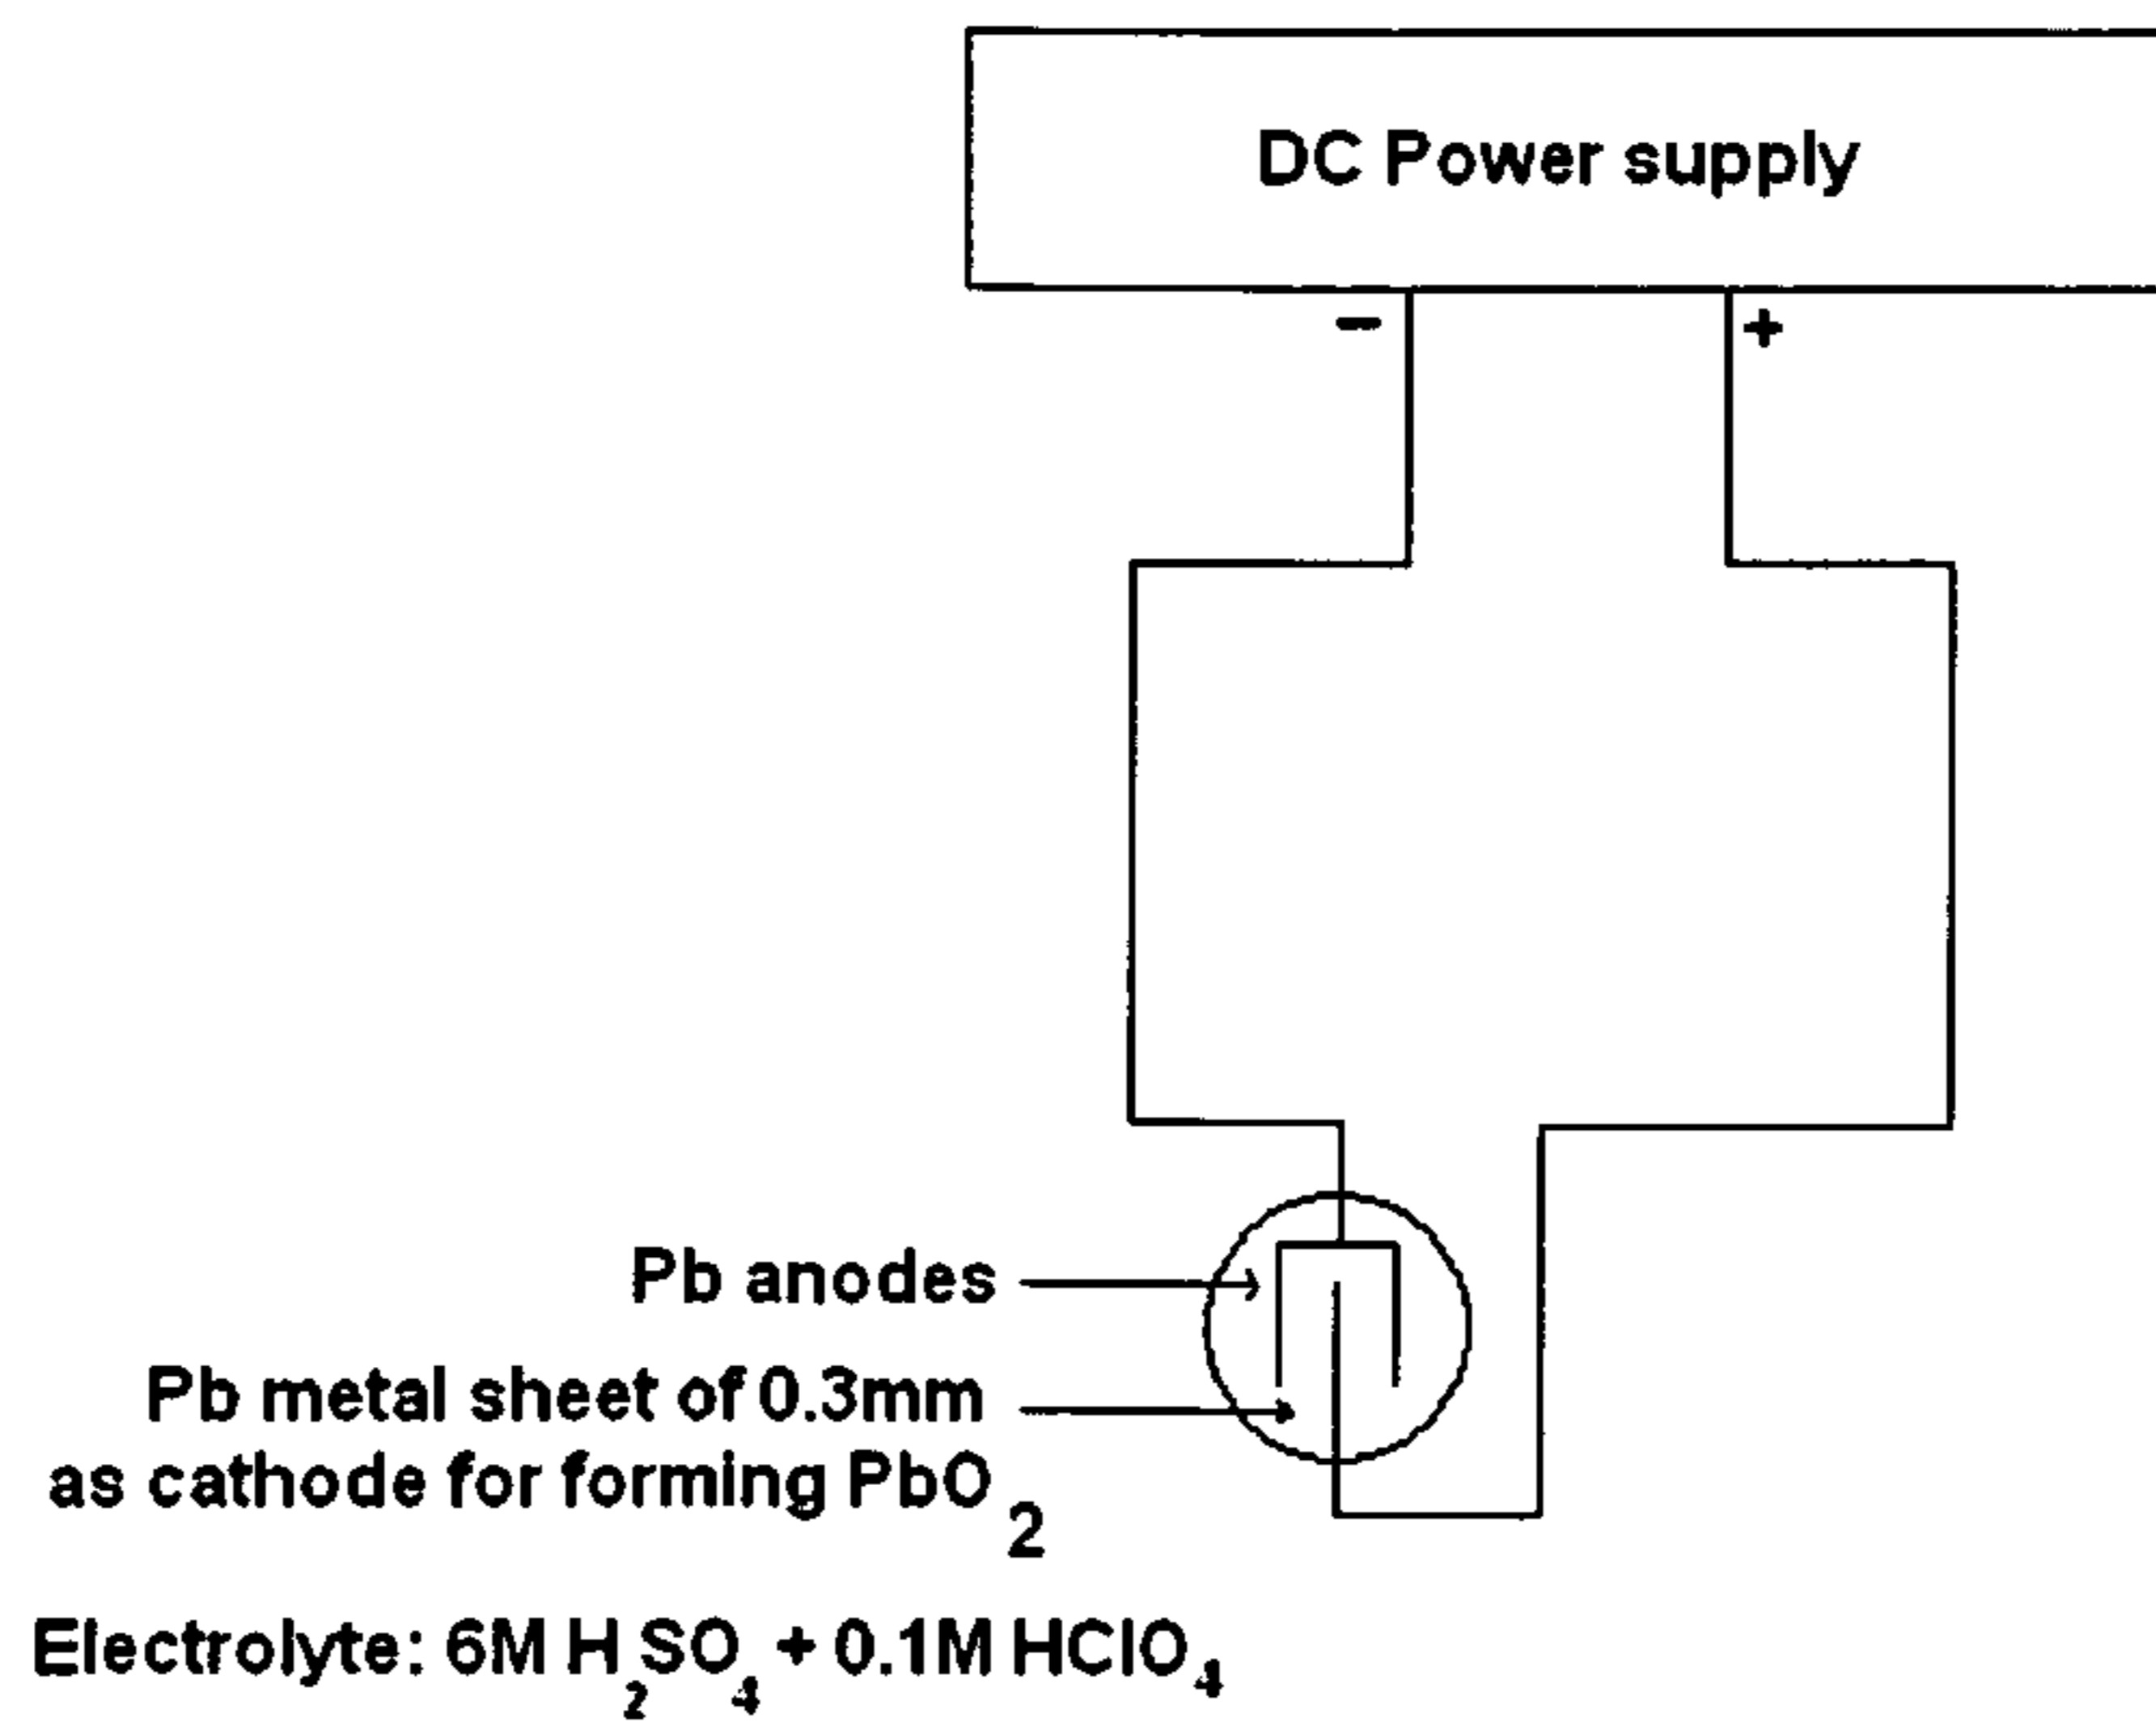 DC Power supply
- +
Pb anodes
Pb metal sheet of 0.3mm
as cathode for forming PbO₂
Electrolyte: 6M H₂SO₄ + 0.1M HClO₄